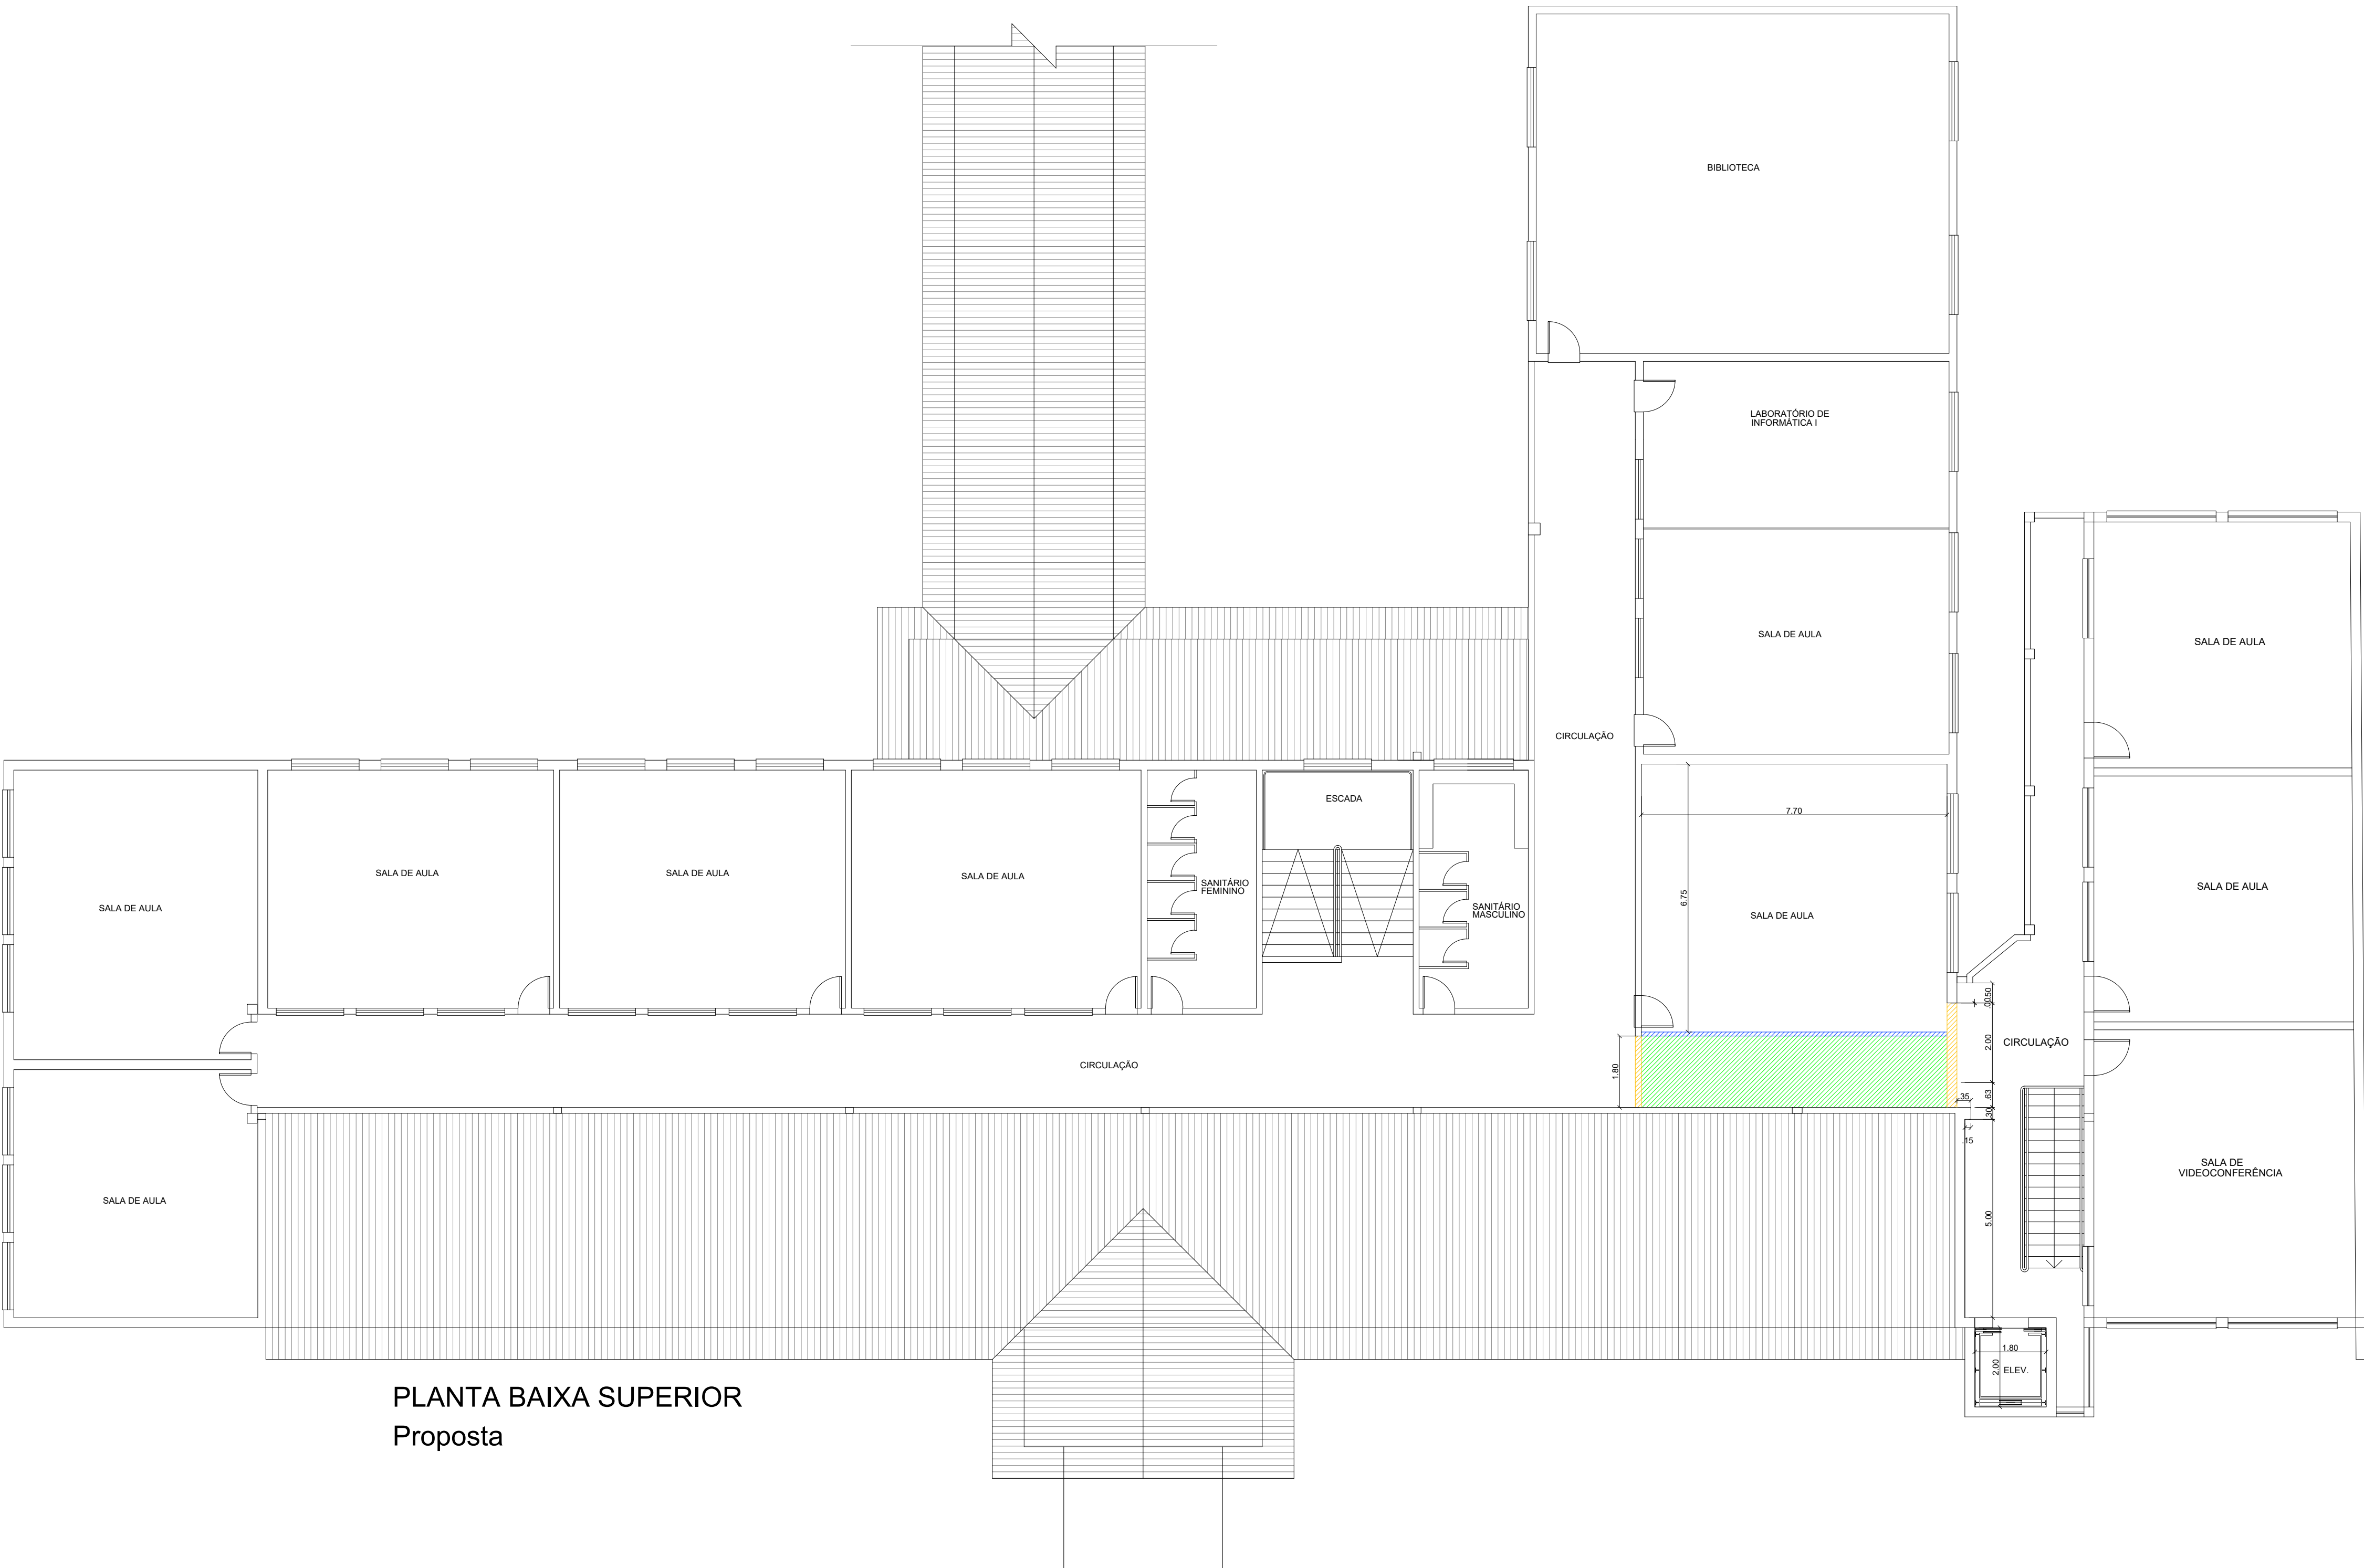 BIBLIOTECA
LABORATÓRIO DE
INFORMÁTICA I
SALA DE AULA
SALA DE AULA
CIRCULAÇÃO
ESCADA
7.70
SALA DE AULA
SALA DE AULA
SALA DE AULA
SANITÁRIO
FEMININO
SALA DE AULA
SALA DE AULA
6.75
SANITÁRIO
MASCULINO
SALA DE AULA
.50
.00
2.00
CIRCULAÇÃO
CIRCULAÇÃO
1.80
.35
.63
.30
.15
SALA DE
VIDEOCONFERÊNCIA
SALA DE AULA
5.00
1.80
2.00
ELEV.
PLANTA BAIXA SUPERIOR
Proposta